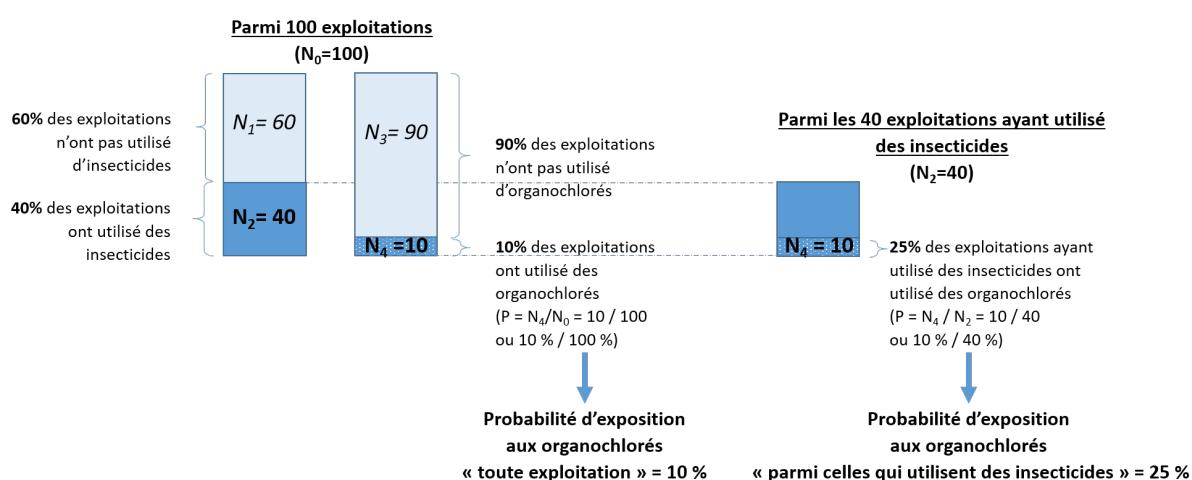 Parmi 100 exploitations
(N0=100)
60% des exploitations
n'ont pas utilisé
d'insecticides
40% des exploitations
ont utilisé des
insecticides
N1= 60
N2= 40
N3= 90
N4 =10
90% des exploitations
n'ont pas utilisé
d'organochlorés
10% des exploitations
ont utilisé des
organochlorés
(P = N4/N0 = 10 / 100
ou 10 % / 100 %)
Probabilité d'exposition
aux organochlorés
« toute exploitation » = 10 %
Parmi les 40 exploitations ayant utilisé
des insecticides
(N2=40)
N4 = 10
25% des exploitations ayant
utilisé des insecticides ont
utilisé des organochlorés
(P = N4 / N2 = 10 / 40
ou 10 % / 40 %)
Probabilité d'exposition
aux organochlorés
« parmi celles qui utilisent des insecticides » = 25 %